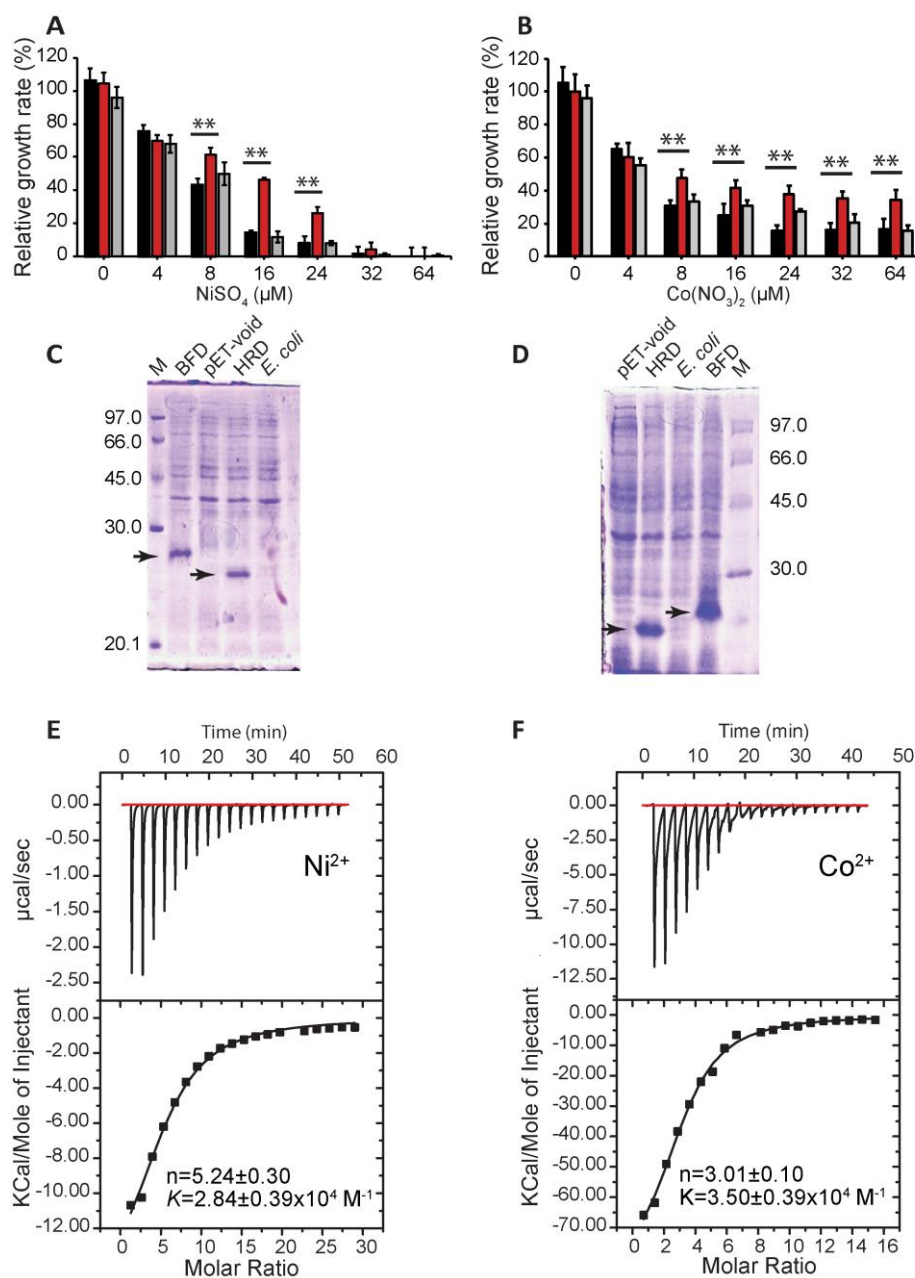 A
Relative growth rate (%)
120
100
80
60
40
20
0
** ** **
0 4 8 16 24 32 64
NiSO4 (µM)
B
Relative growth rate (%)
120
100
80
60
40
20
0
** ** ** ** **
0 4 8 16 24 32 64
Co(NO3)2 (µM)
C
M BFD pET-void HRD E. coli
97.0
66.0
45.0
30.0
20.1
D
pET-void HRD E. coli BFD M
97.0
66.0
45.0
30.0
E
Time (min)
0 10 20 30 40 50 60
0.00
-0.50
-1.00
-1.50
-2.00
-2.50
µcal/sec
Ni2+
0.00
-2.00
-4.00
-6.00
-8.00
-10.00
-12.00
KCal/Mole of Injectant
n=5.24±0.30
K=2.84±0.39x10^4 M^-1
0 5 10 15 20 25 30
Molar Ratio
F
Time (min)
0 10 20 30 40 50
0.00
-2.50
-5.00
-7.50
-10.00
-12.50
µcal/sec
Co2+
0.00
-10.00
-20.00
-30.00
-40.00
-50.00
-60.00
-70.00
KCal/Mole of Injectant
n=3.01±0.10
K=3.50±0.39x10^4 M^-1
0 2 4 6 8 10 12 14 16
Molar Ratio